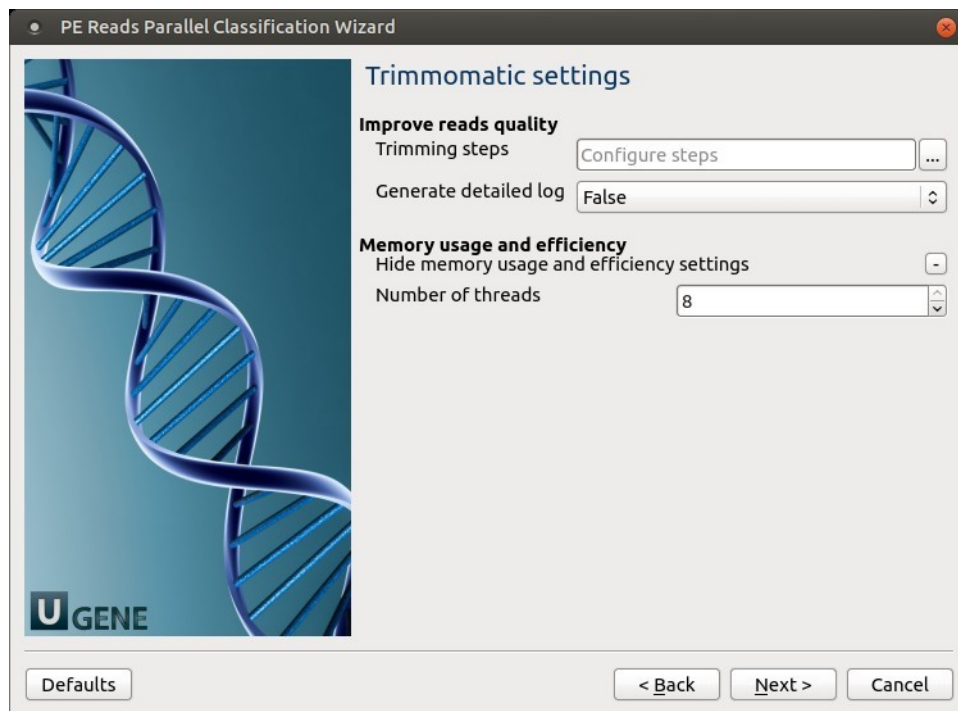 PE Reads Parallel Classification Wizard
Trimmomatic settings
Improve reads quality
Trimming steps
Configure steps
...
Generate detailed log
False
Memory usage and efficiency
Hide memory usage and efficiency settings
-
Number of threads
8
U GENE
Defaults
< Back
Next >
Cancel